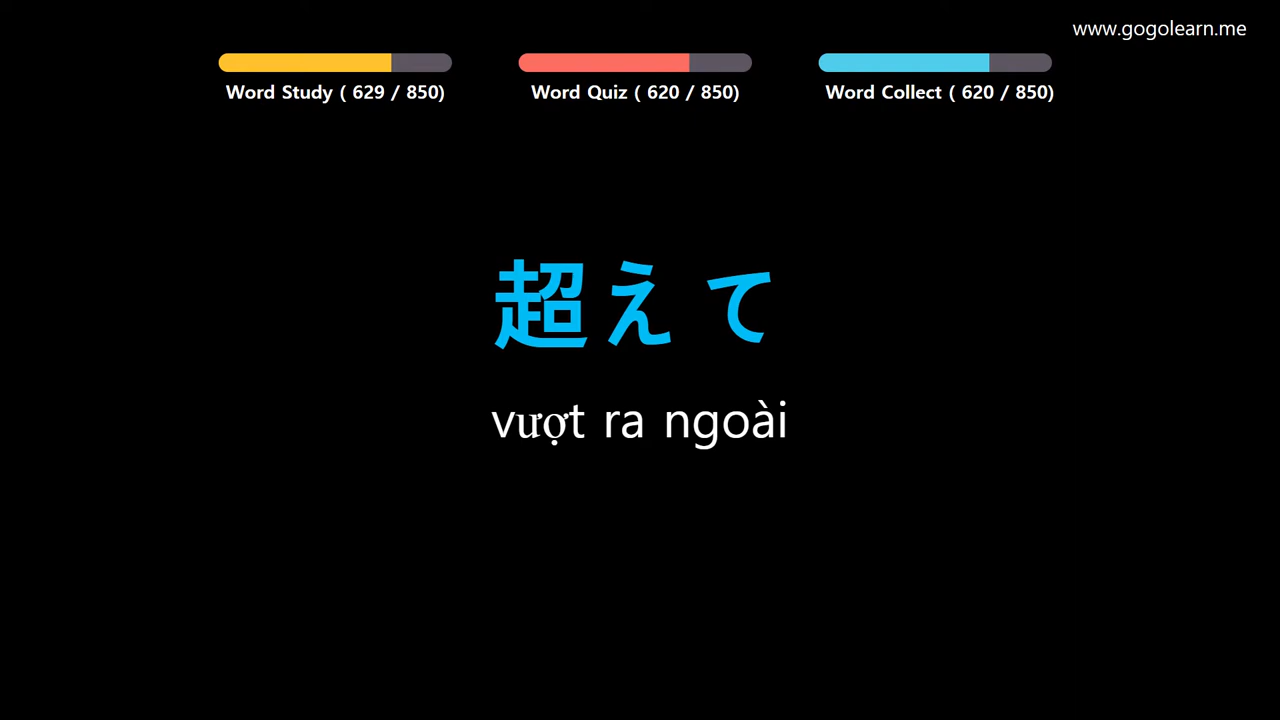 www.gogolearn.me
Word Study ( 629 / 850)
Word Quiz ( 620 / 850)
Word Collect ( 620 / 850)
超えて
vượt ra ngoài